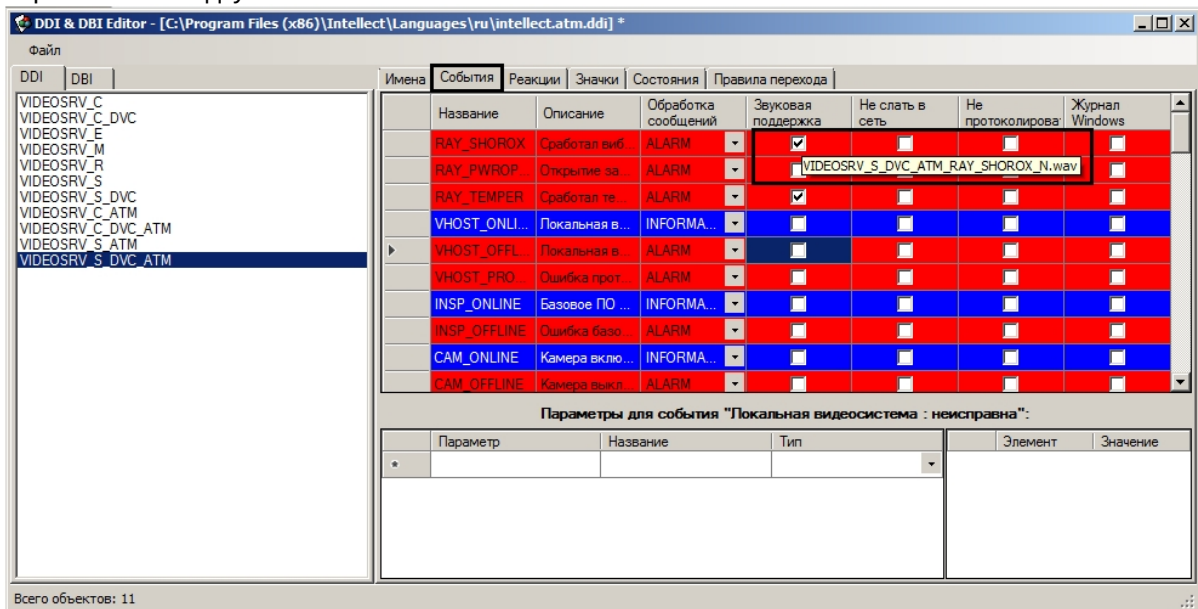 DDI & DBI Editor - [C:\Program Files (x86)\Intellect\Languages\ru\intellect.atm.ddi] *
Файл
DDI DBI
VIDEOSRV_C
VIDEOSRV_C_DVC
VIDEOSRV_E
VIDEOSRV_M
VIDEOSRV_R
VIDEOSRV_S
VIDEOSRV_S_DVC
VIDEOSRV_C_ATM
VIDEOSRV_C_DVC_ATM
VIDEOSRV_S_ATM
VIDEOSRV_S_DVC_ATM
Имена События Реакции Значки Состояния Правила перехода
Название Описание Обработка сообщений Звуковая поддержка Не слать в сеть Не протоколироват Журнал Windows
RAY_SHOROX Сработал виб... ALARM
VIDEOSRV_S_DVC_ATM_RAY_SHOROX_N.wav
RAY_PWROP... Открытие за... ALARM
RAY_TEMPER Сработал те... ALARM
VHOST_ONLI... Локальная в... INFORMA...
VHOST_OFFL... Локальная в... ALARM
VHOST_PRO... Ошибка прот... ALARM
INSP_ONLINE Базовое ПО ... INFORMA...
INSP_OFFLINE Ошибка базо... ALARM
CAM_ONLINE Камера вклю... INFORMA...
CAM_OFFLINE Камера выкл... ALARM
Параметры для события "Локальная видеосистема : неисправна":
Параметр Название Тип
Элемент Значение
Всего объектов: 11